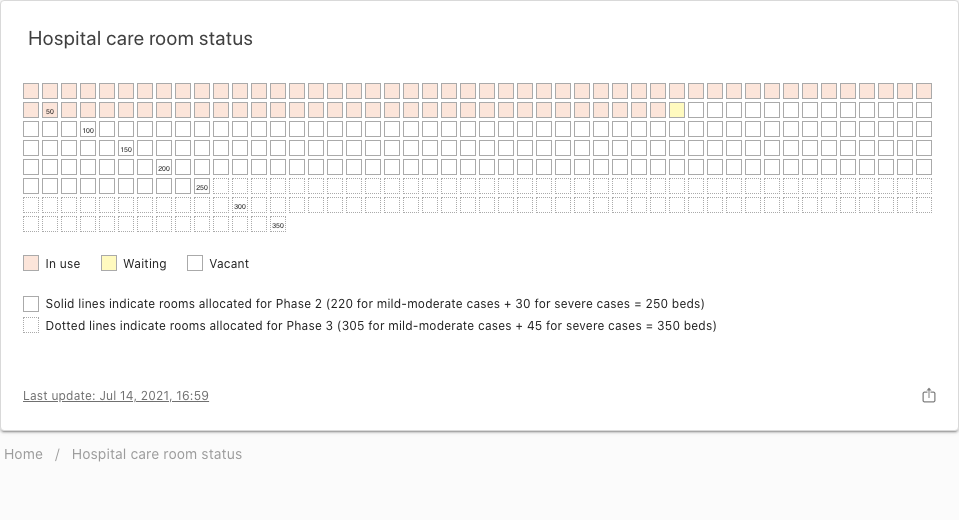 Hospital care room status
50
100
150
200
250
300
350
In use Waiting Vacant
Solid lines indicate rooms allocated for Phase 2 (220 for mild-moderate cases + 30 for severe cases = 250 beds)
Dotted lines indicate rooms allocated for Phase 3 (305 for mild-moderate cases + 45 for severe cases = 350 beds)
Last update: Jul 14, 2021, 16:59
Home / Hospital care room status